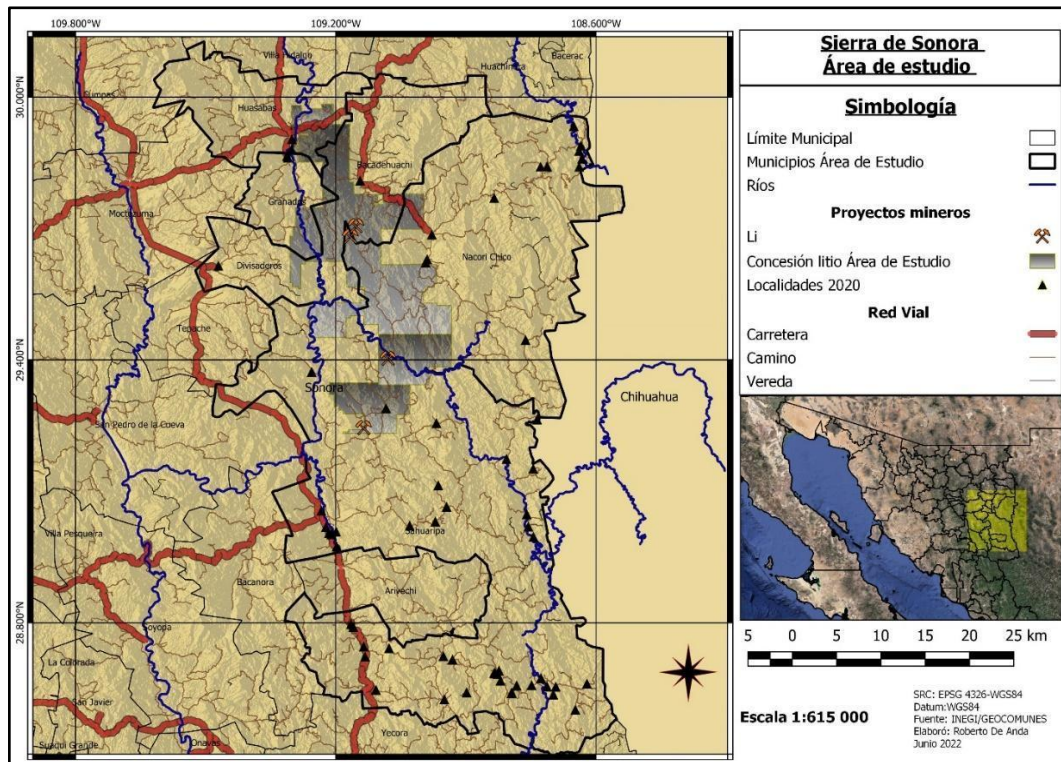 109.800°W
109.200°W
108.600°W
Villa Hidalgo
Bacerac
Huachinera
Cumpas
30.000°N
Huasabas
Bacadehuachi
Granados
Moctezuma
Nacori Chico
Divisaderos
Tepache
29.400°N
Sonora
Chihuahua
San Pedro de la Cueva
Villa Pesqueira
Sahuaripa
Bacanora
Arivechi
28.800°N
Soyopa
La Colorada
San Javier
Suaqui Grande
Onavas
Yecora
Sierra de Sonora
Área de estudio
Simbología
Límite Municipal
Municipios Área de Estudio
Ríos
Proyectos mineros
Li
Concesión litio Área de Estudio
Localidades 2020
Red Vial
Carretera
Camino
Vereda
5 0 5 10 15 20 25 km
Escala 1:615 000
SRC: EPSG 4326-WGS84
Datum:WGS84
Fuente: INEGI/GEOCOMUNES
Elaboró: Roberto De Anda
Junio 2022